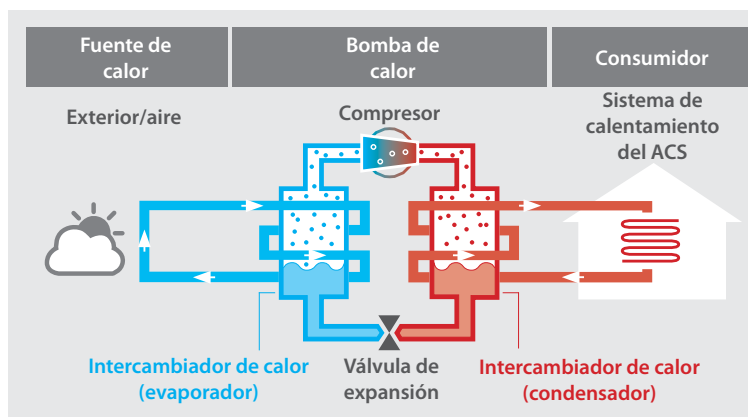 Fuente de
calor
Bomba de
calor
Consumidor
Exterior/aire
Compresor
Sistema de
calentamiento
del ACS
Intercambiador de calor
(evaporador)
Válvula de
expansión
Intercambiador de calor
(condensador)